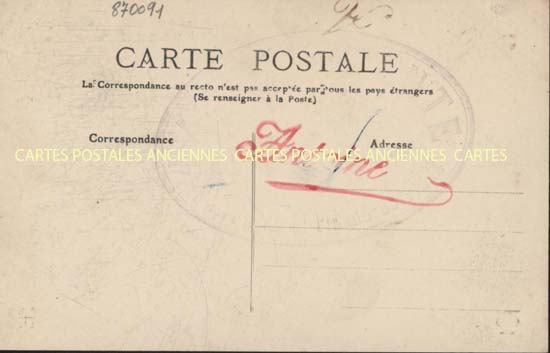 870091
CARTE POSTALE
La Correspondance au recto n'est pas acceptée par tous les pays étrangers
(Se renseigner à la Poste)
Correspondance
Adresse
CARTES POSTALES ANCIENNES CARTES POSTALES ANCIENNES CARTES